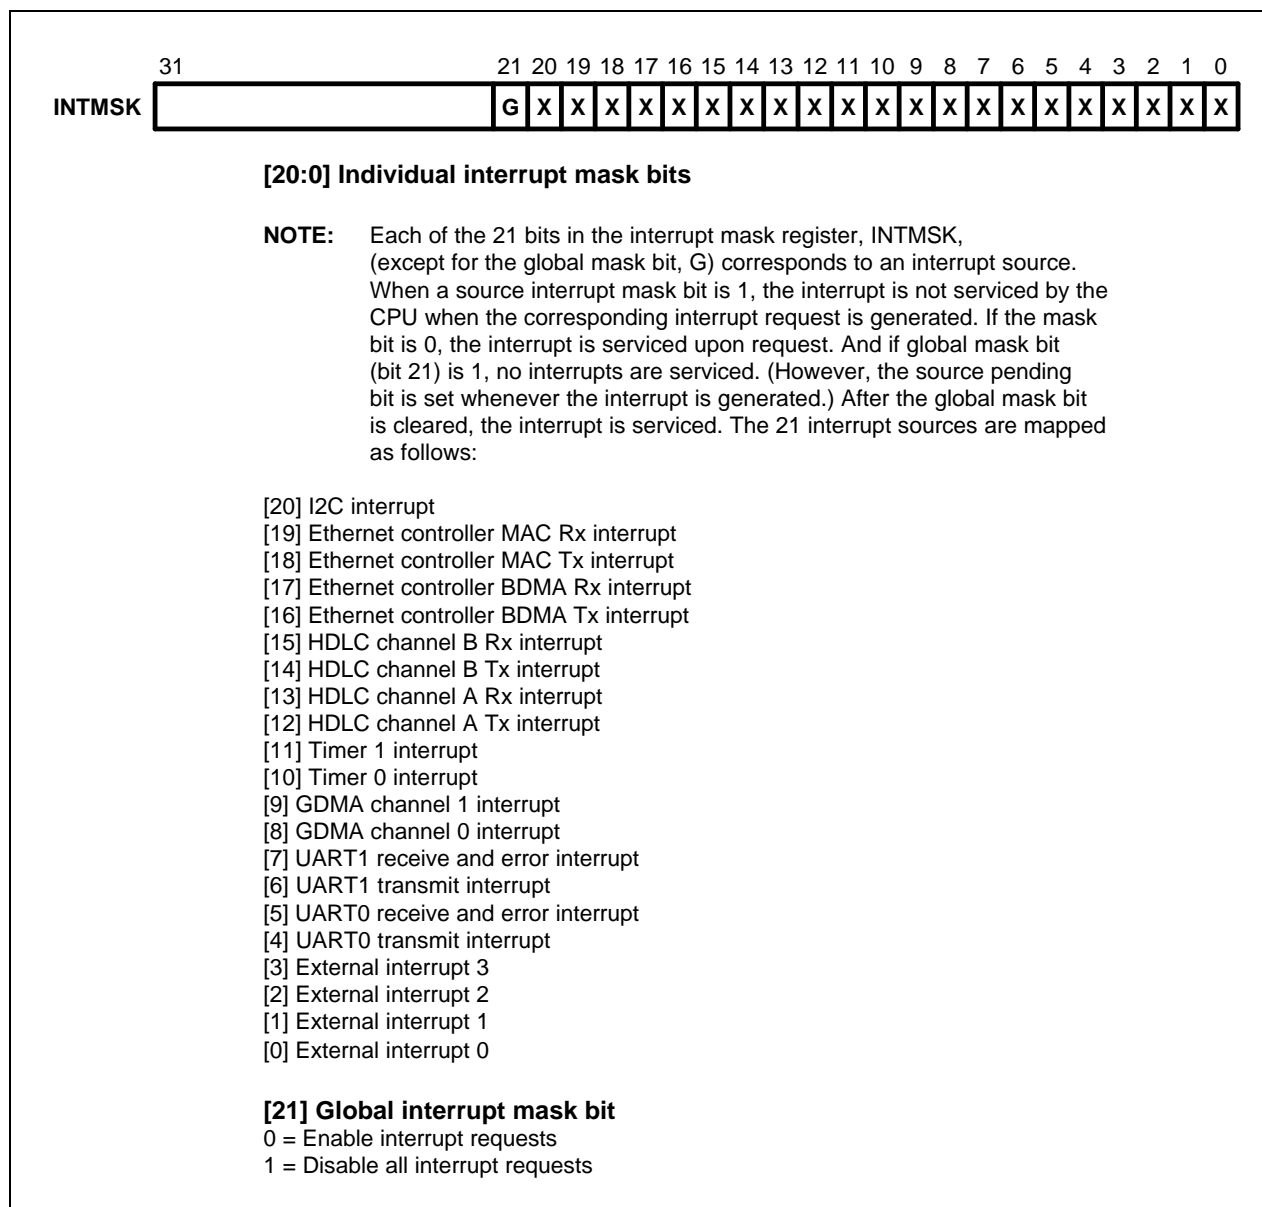 31 21 20 19 18 17 16 15 14 13 12 11 10 9 8 7 6 5 4 3 2 1 0
INTMSK G X X X X X X X X X X X X X X X X X X X X X
[20:0] Individual interrupt mask bits
NOTE: Each of the 21 bits in the interrupt mask register, INTMSK,
(except for the global mask bit, G) corresponds to an interrupt source.
When a source interrupt mask bit is 1, the interrupt is not serviced by the
CPU when the corresponding interrupt request is generated. If the mask
bit is 0, the interrupt is serviced upon request. And if global mask bit
(bit 21) is 1, no interrupts are serviced. (However, the source pending
bit is set whenever the interrupt is generated.) After the global mask bit
is cleared, the interrupt is serviced. The 21 interrupt sources are mapped
as follows:
[20] I2C interrupt
[19] Ethernet controller MAC Rx interrupt
[18] Ethernet controller MAC Tx interrupt
[17] Ethernet controller BDMA Rx interrupt
[16] Ethernet controller BDMA Tx interrupt
[15] HDLC channel B Rx interrupt
[14] HDLC channel B Tx interrupt
[13] HDLC channel A Rx interrupt
[12] HDLC channel A Tx interrupt
[11] Timer 1 interrupt
[10] Timer 0 interrupt
[9] GDMA channel 1 interrupt
[8] GDMA channel 0 interrupt
[7] UART1 receive and error interrupt
[6] UART1 transmit interrupt
[5] UART0 receive and error interrupt
[4] UART0 transmit interrupt
[3] External interrupt 3
[2] External interrupt 2
[1] External interrupt 1
[0] External interrupt 0
[21] Global interrupt mask bit
0 = Enable interrupt requests
1 = Disable all interrupt requests